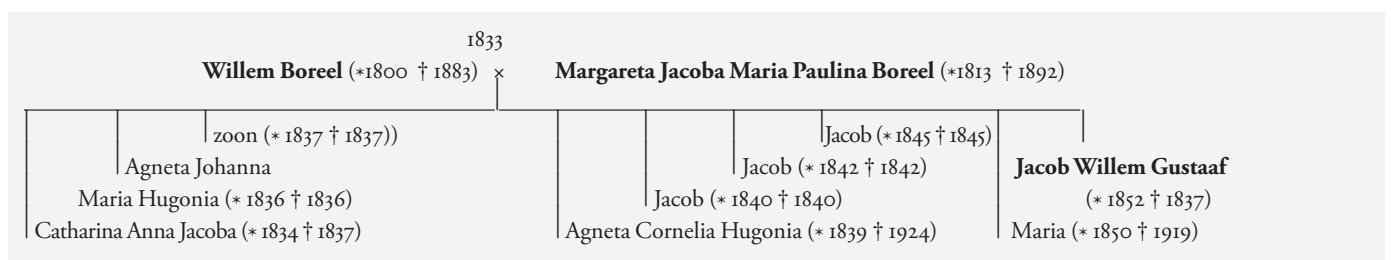 1833
Willem Boreel (*1800 † 1883) × Margareta Jacoba Maria Paulina Boreel (*1813 † 1892)
zoon (* 1837 † 1837)) Jacob (* 1845 † 1845)
Agneta Johanna Jacob (* 1842 † 1842) Jacob Willem Gustaaf
Maria Hugonia (* 1836 † 1836) Jacob (* 1840 † 1840) (* 1852 † 1837)
Catharina Anna Jacoba (* 1834 † 1837) Agneta Cornelia Hugonia (* 1839 † 1924) Maria (* 1850 † 1919)